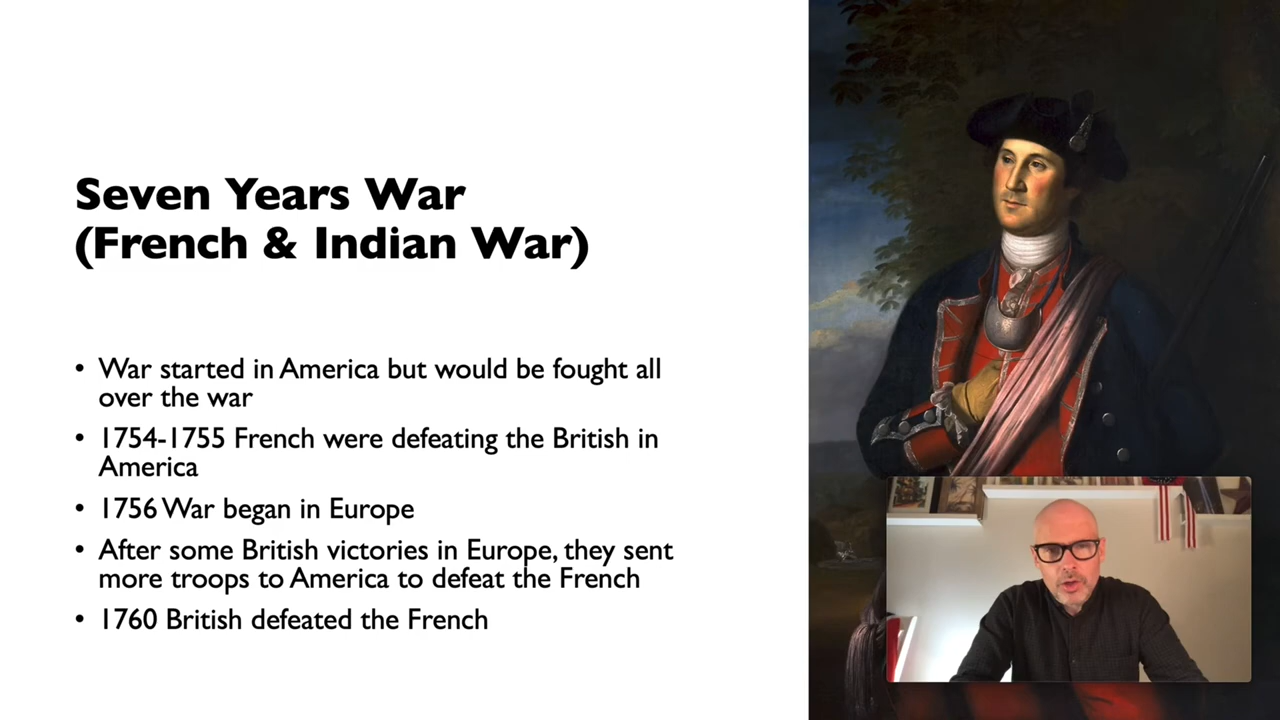 Seven Years War
(French & Indian War)
• War started in America but would be fought all
over the war
• 1754-1755 French were defeating the British in
America
• 1756 War began in Europe
• After some British victories in Europe, they sent
more troops to America to defeat the French
• 1760 British defeated the French